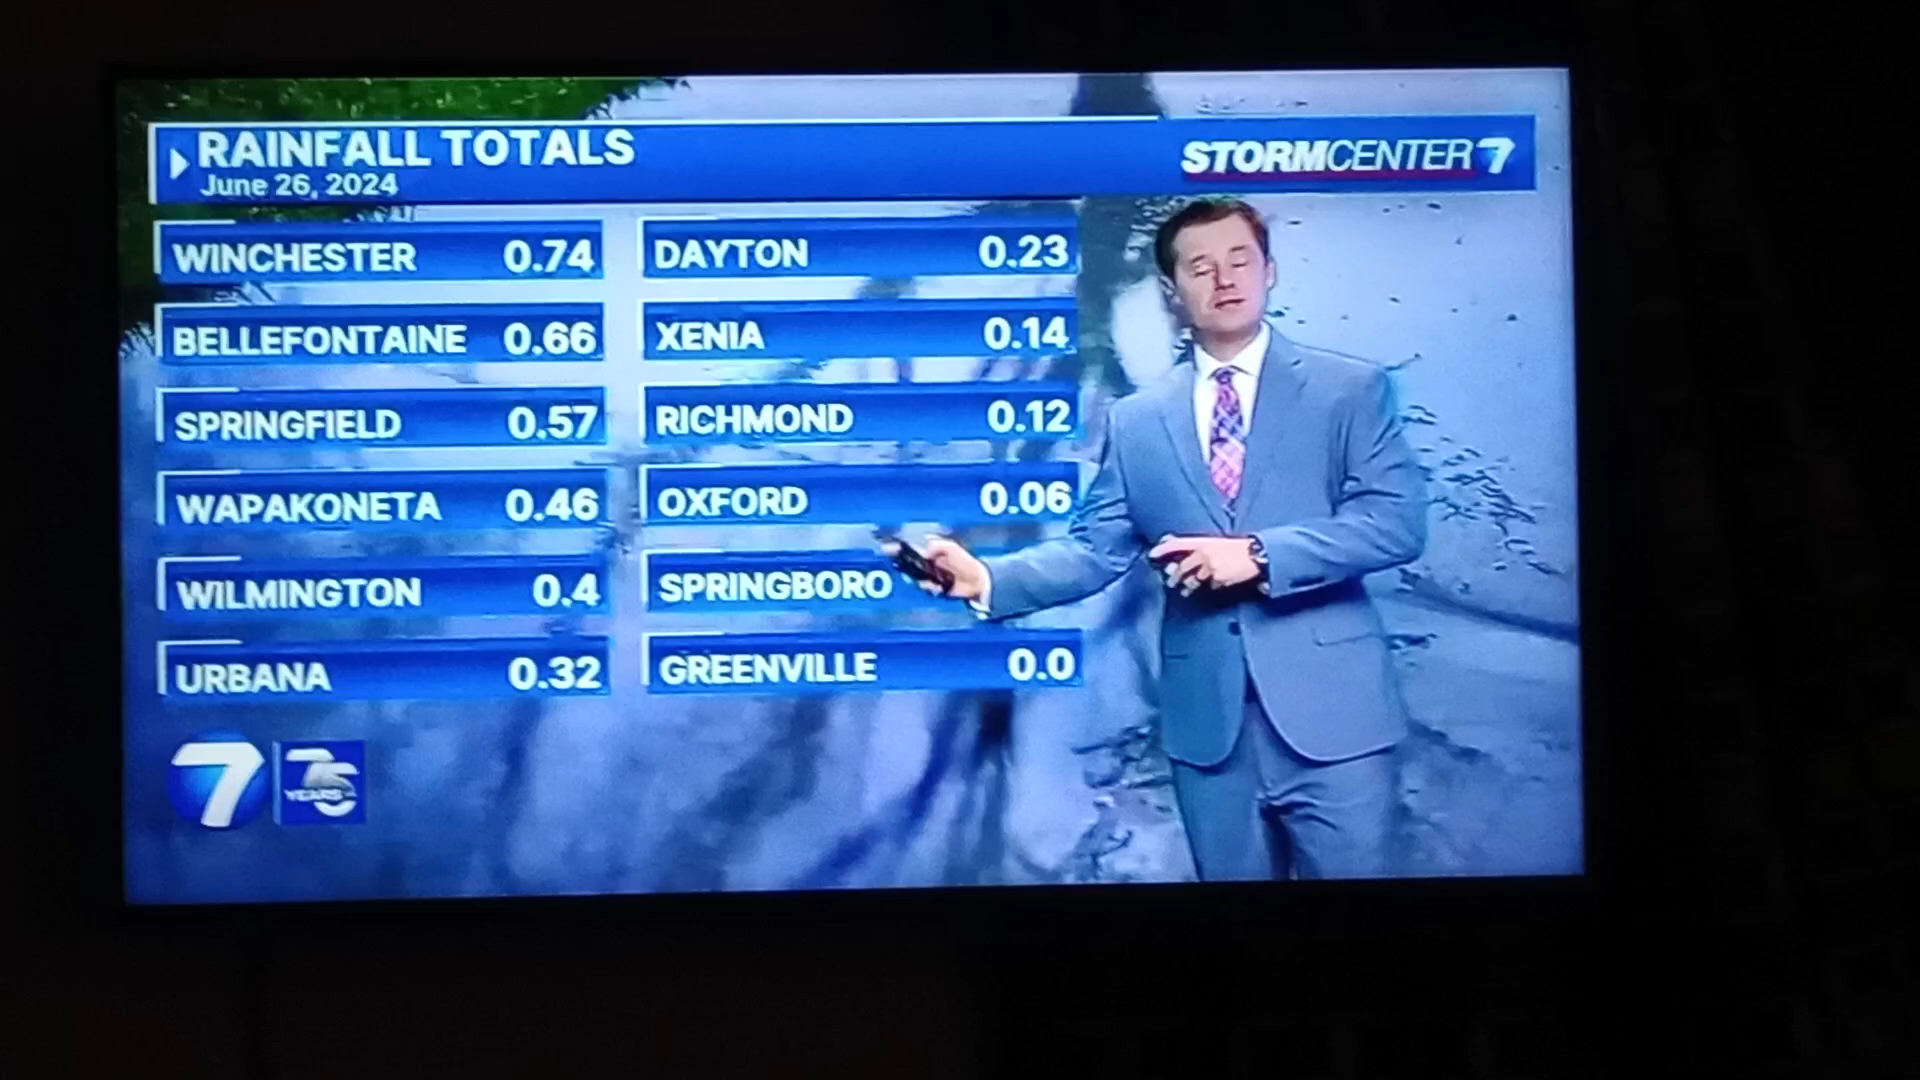 RAINFALL TOTALS
June 26, 2024
STORMCENTER 7
WINCHESTER 0.74
BELLEFONTAINE 0.66
SPRINGFIELD 0.57
WAPAKONETA 0.46
WILMINGTON 0.4
URBANA 0.32
DAYTON 0.23
XENIA 0.14
RICHMOND 0.12
OXFORD 0.06
SPRINGBORO
GREENVILLE 0.0
7
75
YEARS